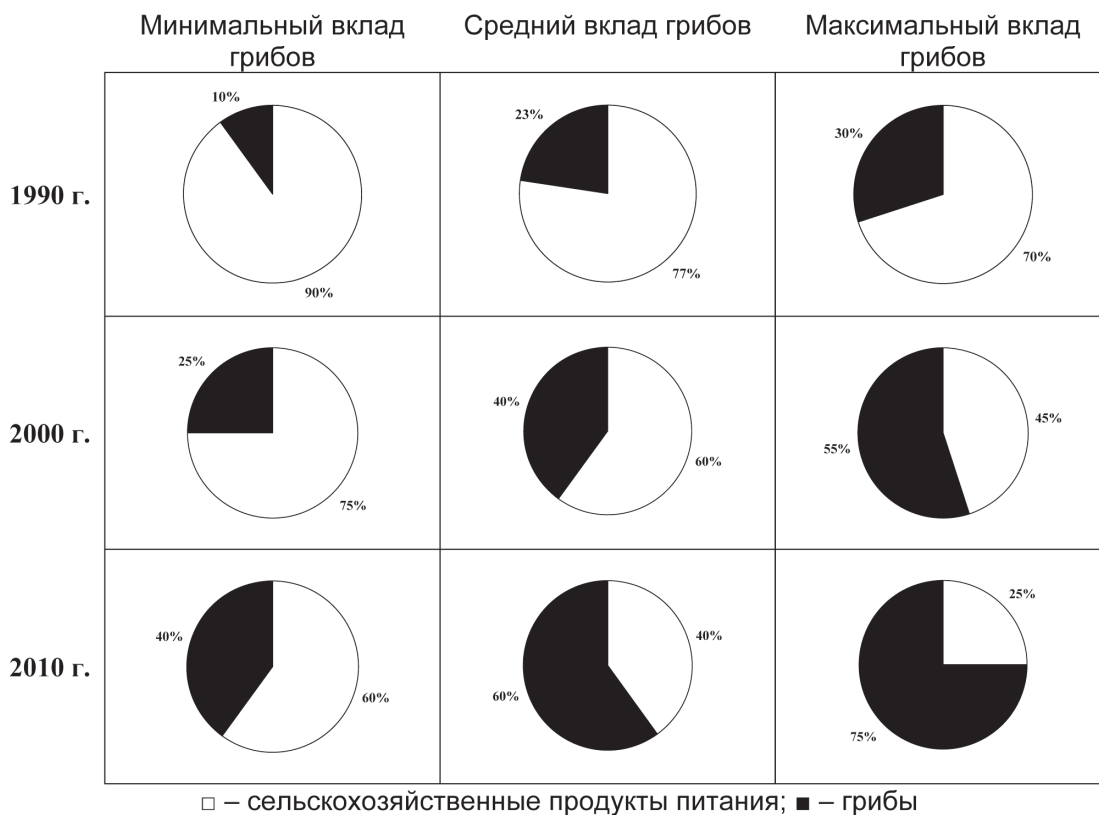 Минимальный вклад грибов
Средний вклад грибов
Максимальный вклад грибов
1990 г.
10%
90%
23%
77%
30%
70%
2000 г.
25%
75%
40%
60%
55%
45%
2010 г.
40%
60%
60%
40%
75%
25%
□ – сельскохозяйственные продукты питания; ■ – грибы